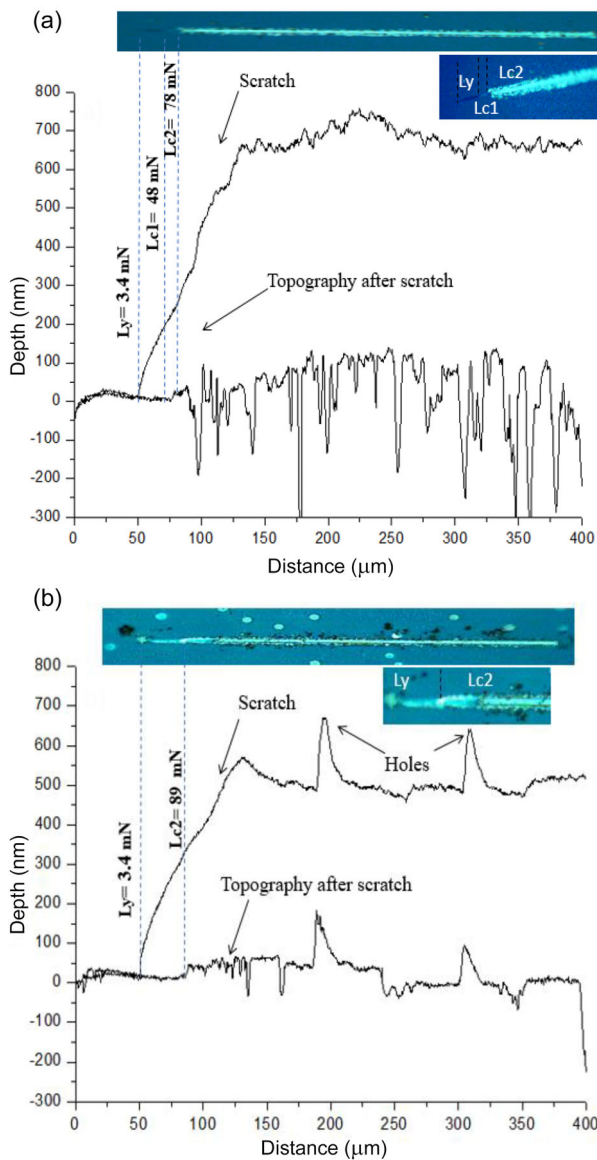 (a)
Ly
Lc2
Lc1
800
700
600
500
400
300
200
100
0
-100
-200
-300
Depth (nm)
Ly= 3.4 mN
Lc1= 48 mN
Lc2= 78 mN
Scratch
Topography after scratch
0 50 100 150 200 250 300 350 400
Distance (μm)
(b)
Ly
Lc2
800
700
600
500
400
300
200
100
0
-100
-200
-300
Depth (nm)
Ly= 3.4 mN
Lc2= 89 mN
Scratch
Holes
Topography after scratch
0 50 100 150 200 250 300 350 400
Distance (μm)